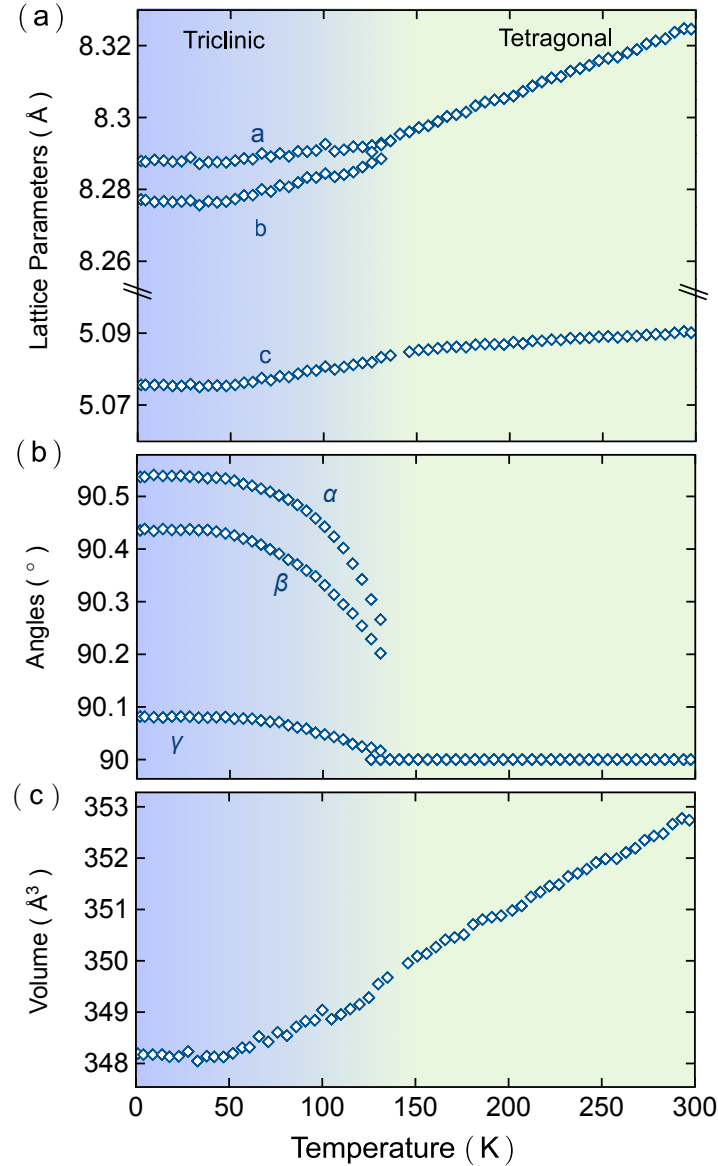 (a)
Triclinic
Tetragonal
8.32
8.3
8.28
8.26
5.09
5.07
Lattice Parameters (Å)
a
b
c
(b)
90.5
90.4
90.3
90.2
90.1
90
Angles (°)
α
β
γ
(c)
353
352
351
350
349
348
Volume (Å³)
0 50 100 150 200 250 300
Temperature (K)